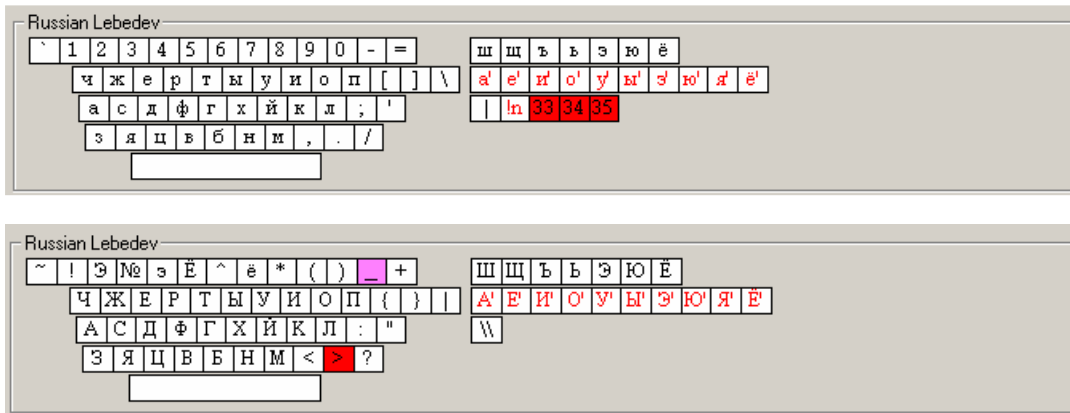 Russian Lebedev
` 1 2 3 4 5 6 7 8 9 0 - = ш щ ъ ь э ю ё
ч ж е р т ы у и о п [ ] \ а' е' и' о' у' ы' э' ю' я' ё'
а с д ф г х й к л ; ' | !n 33 34 35
з я ц в б н м , . /
Russian Lebedev
~ ! Э № э Ё ^ ё * ( ) _ + Ш Щ Ъ Ь Э Ю Ё
Ч Ж Е Р Т Ы У И О П { } | А' Е' И' О' У' Ы' Э' Ю' Я' Ё'
А С Д Ф Г Х Й К Л : " \\
З Я Ц В Б Н М < > ?